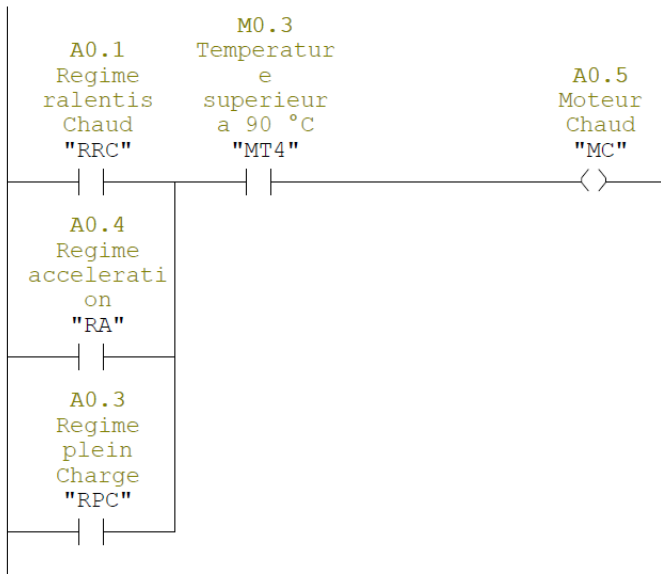 A0.1
Regime
ralentis
Chaud
"RRC"
M0.3
Temperatur
e
superieur
a 90 °C
"MT4"
A0.5
Moteur
Chaud
"MC"
A0.4
Regime
accelerati
on
"RA"
A0.3
Regime
plein
Charge
"RPC"